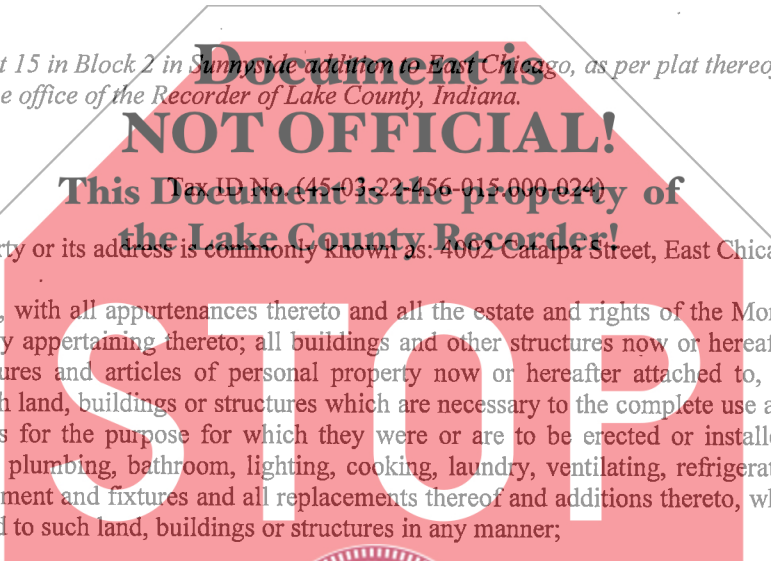 Document is
t 15 in Block 2 in Sunnyside addition to East Chicago, as per plat thereof
e office of the Recorder of Lake County, Indiana.
NOT OFFICIAL!
This Document is the property of
Tax ID No. (45-03-22-456-015.000-024)
the Lake County Recorder!
rty or its address is commonly known as: 4002 Catalpa Street, East Chica
, with all appurtenances thereto and all the estate and rights of the Mor
y appertaining thereto; all buildings and other structures now or hereaf
ures and articles of personal property now or hereafter attached to,
h land, buildings or structures which are necessary to the complete use a
s for the purpose for which they were or are to be erected or installe
plumbing, bathroom, lighting, cooking, laundry, ventilating, refrigerat
ment and fixtures and all replacements thereof and additions thereto, wh
d to such land, buildings or structures in any manner;
STOP